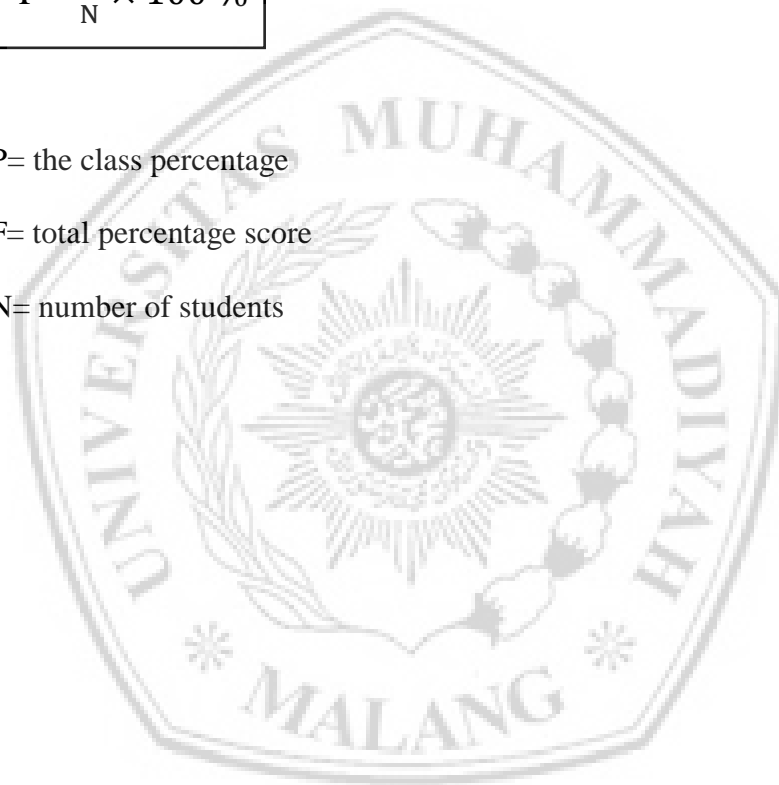 N × 100 %
P= the class percentage
F= total percentage score
N= number of students
UNIVERSITAS MUHAMMADIYAH
MALANG